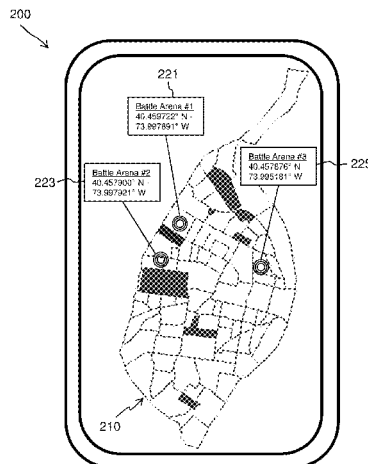 200
221
Battle Arena #1
40.459722° N -
73.997891° W
Battle Arena #2
40.457900° N -
73.997921° W
223
Battle Arena #3
40.457876° N -
73.995181° W
225
210